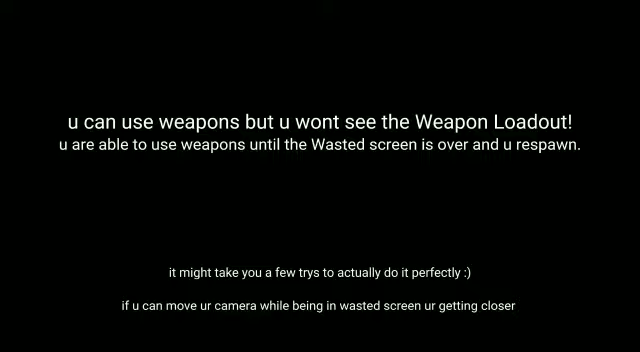 u can use weapons but u wont see the Weapon Loadout!
u are able to use weapons until the Wasted screen is over and u respawn.
it might take you a few trys to actually do it perfectly :)
if u can move ur camera while being in wasted screen ur getting closer